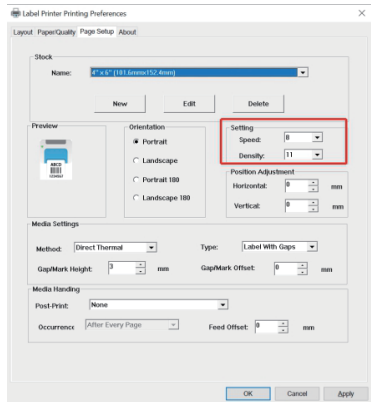 Label Printer Printing Preferences
Layout Paper/Quality Page Setup About
Stock
Name: 4" x 6" (101.6mm×152.4mm)
New Edit Delete
Preview
ABCD
Orientation
Portrait
Landscape
Portrait 180
Landscape 180
Setting
Speed: 8
Density: 11
Position Adjustment
Horizontal: 0 mm
Vertical: 0 mm
Media Settings
Method: Direct Thermal Type: Label With Gaps
Gap/Mark Height: 3 mm Gap/Mark Offset: 0 mm
Media Handing
Post-Print: None
Occurrence After Every Page Feed Offset: 0 mm
OK Cancel Apply